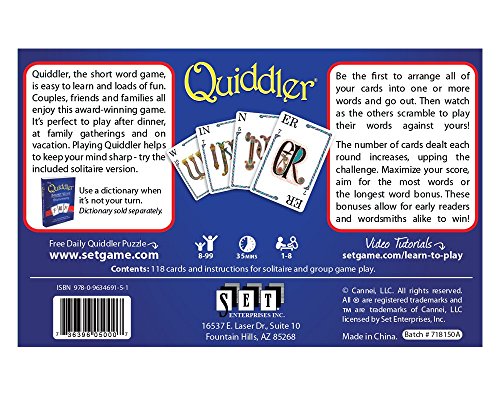 Quiddler, the short word game,
is easy to learn and loads of fun.
Couples, friends and families all
enjoy this award-winning game.
It's perfect to play after dinner,
at family gatherings and on
vacation. Playing Quiddler helps
to keep your mind sharp - try the
included solitaire version.
Quiddler
Use a dictionary when
it's not your turn.
Dictionary sold separately.
Quiddler®
W
IN
N
ER
W IN N ER
Be the first to arrange all of
your cards into one or more
words and go out. Then watch
as the others scramble to play
their words against yours!
The number of cards dealt each
round increases, upping the
challenge. Maximize your score,
aim for the most words or
the longest word bonus. These
bonuses allow for early readers
and wordsmiths alike to win!
Free Daily Quiddler Puzzle
www.setgame.com
8-99
35 MINS
1-8
Video Tutorials
setgame.com/learn-to-play
Contents: 118 cards and instructions for solitaire and group game play.
ISBN 978-0-9634691-5-1
7 36396 05000 7
SET
ENTERPRISES INC.
16537 E. Laser Dr., Suite 10
Fountain Hills, AZ 85268
© Cannei, LLC. All rights reserved.
All ® are registered trademarks and
TM are trademarks of Cannei, LLC
licensed by Set Enterprises, Inc.
Made in China.
Batch # 718150A